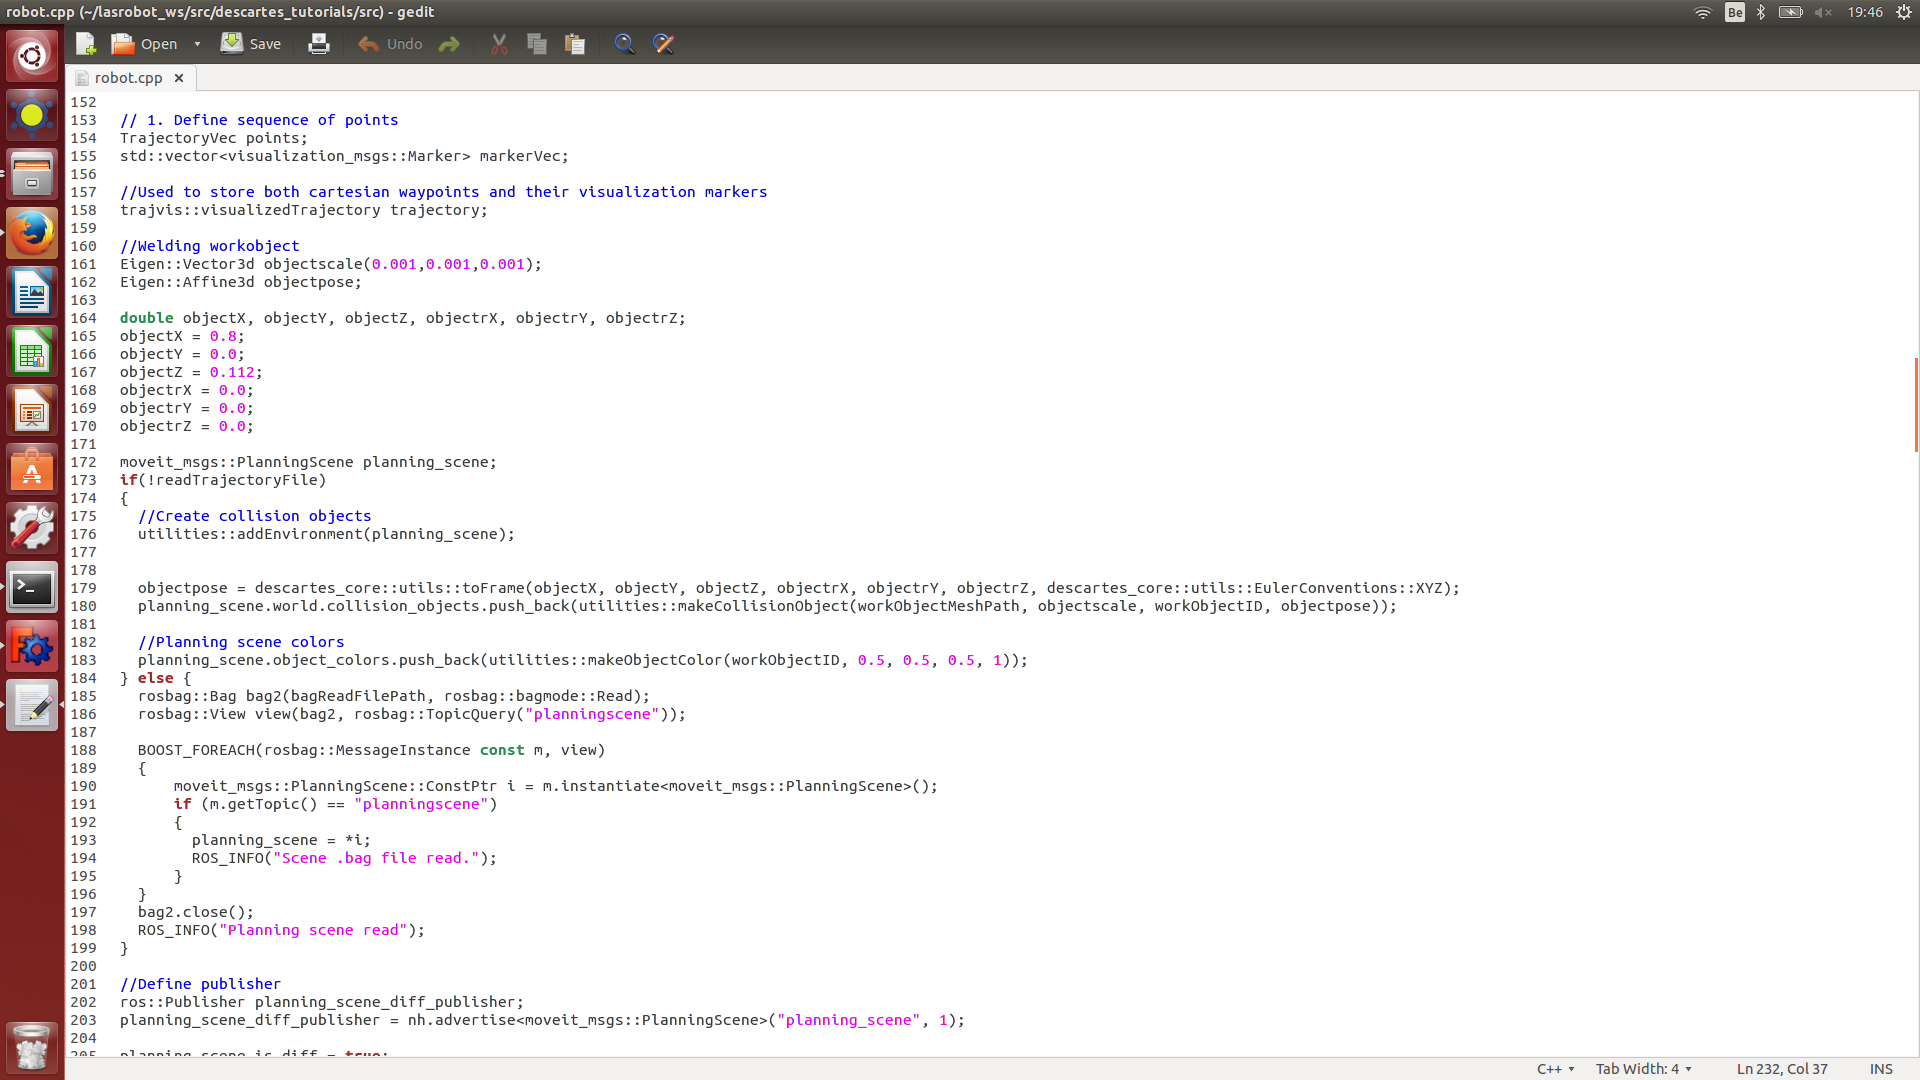 robot.cpp (~/lasrobot_ws/src/descartes_tutorials/src) - gedit
Be
19:46
Open
Save
Undo
robot.cpp
152
153 // 1. Define sequence of points
154 TrajectoryVec points;
155 std::vector<visualization_msgs::Marker> markerVec;
156
157 //Used to store both cartesian waypoints and their visualization markers
158 trajvis::visualizedTrajectory trajectory;
159
160 //Welding workobject
161 Eigen::Vector3d objectscale(0.001,0.001,0.001);
162 Eigen::Affine3d objectpose;
163
164 double objectX, objectY, objectZ, objectrX, objectrY, objectrZ;
165 objectX = 0.8;
166 objectY = 0.0;
167 objectZ = 0.112;
168 objectrX = 0.0;
169 objectrY = 0.0;
170 objectrZ = 0.0;
171
172 moveit_msgs::PlanningScene planning_scene;
173 if(!readTrajectoryFile)
174 {
175   //Create collision objects
176   utilities::addEnvironment(planning_scene);
177
178
179   objectpose = descartes_core::utils::toFrame(objectX, objectY, objectZ, objectrX, objectrY, objectrZ, descartes_core::utils::EulerConventions::XYZ);
180   planning_scene.world.collision_objects.push_back(utilities::makeCollisionObject(workObjectMeshPath, objectscale, workObjectID, objectpose));
181
182   //Planning scene colors
183   planning_scene.object_colors.push_back(utilities::makeObjectColor(workObjectID, 0.5, 0.5, 0.5, 1));
184 } else {
185   rosbag::Bag bag2(bagReadFilePath, rosbag::bagmode::Read);
186   rosbag::View view(bag2, rosbag::TopicQuery("planningscene"));
187
188   BOOST_FOREACH(rosbag::MessageInstance const m, view)
189   {
190       moveit_msgs::PlanningScene::ConstPtr i = m.instantiate<moveit_msgs::PlanningScene>();
191       if (m.getTopic() == "planningscene")
192       {
193         planning_scene = *i;
194         ROS_INFO("Scene .bag file read.");
195       }
196   }
197   bag2.close();
198   ROS_INFO("Planning scene read");
199 }
200
201 //Define publisher
202 ros::Publisher planning_scene_diff_publisher;
203 planning_scene_diff_publisher = nh.advertise<moveit_msgs::PlanningScene>("planning_scene", 1);
204
205 planning_scene.is_diff = true;
C++
Tab Width: 4
Ln 232, Col 37
INS